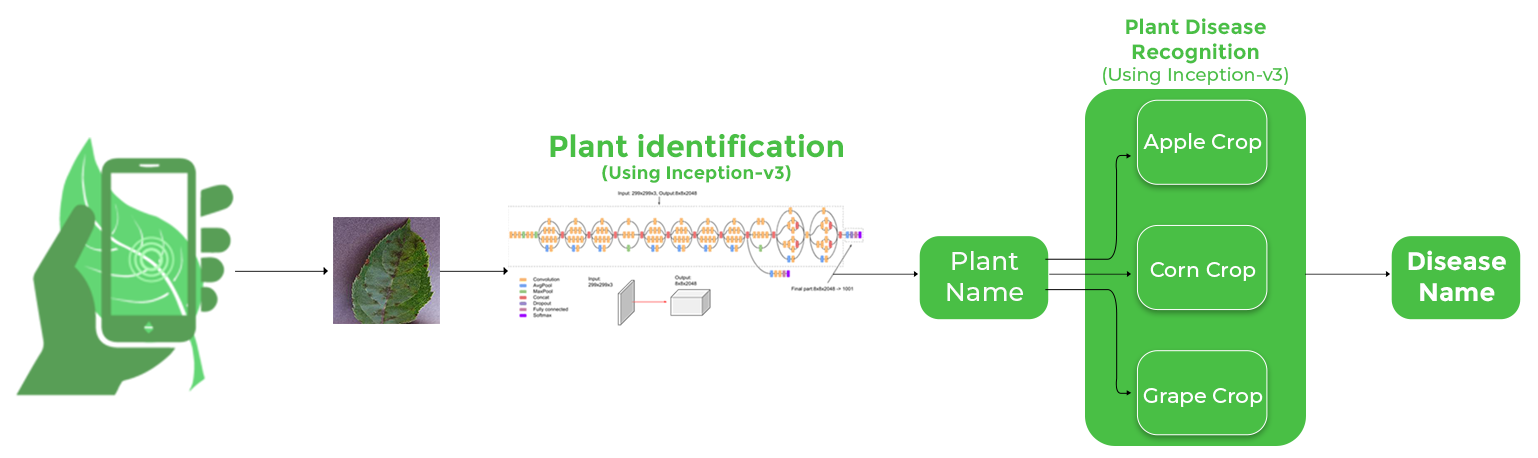 Plant Disease
Recognition
(Using Inception-v3)
Plant identification
(Using Inception-v3)
Input: 299x299x3, Output:8x8x2048
Convolution
AvgPool
MaxPool
Concat
Dropout
Fully connected
Softmax
Input:
299x299x3
Output:
8x8x2048
Final part:8x8x2048 -> 1001
Plant
Name
Apple Crop
Corn Crop
Grape Crop
Disease
Name